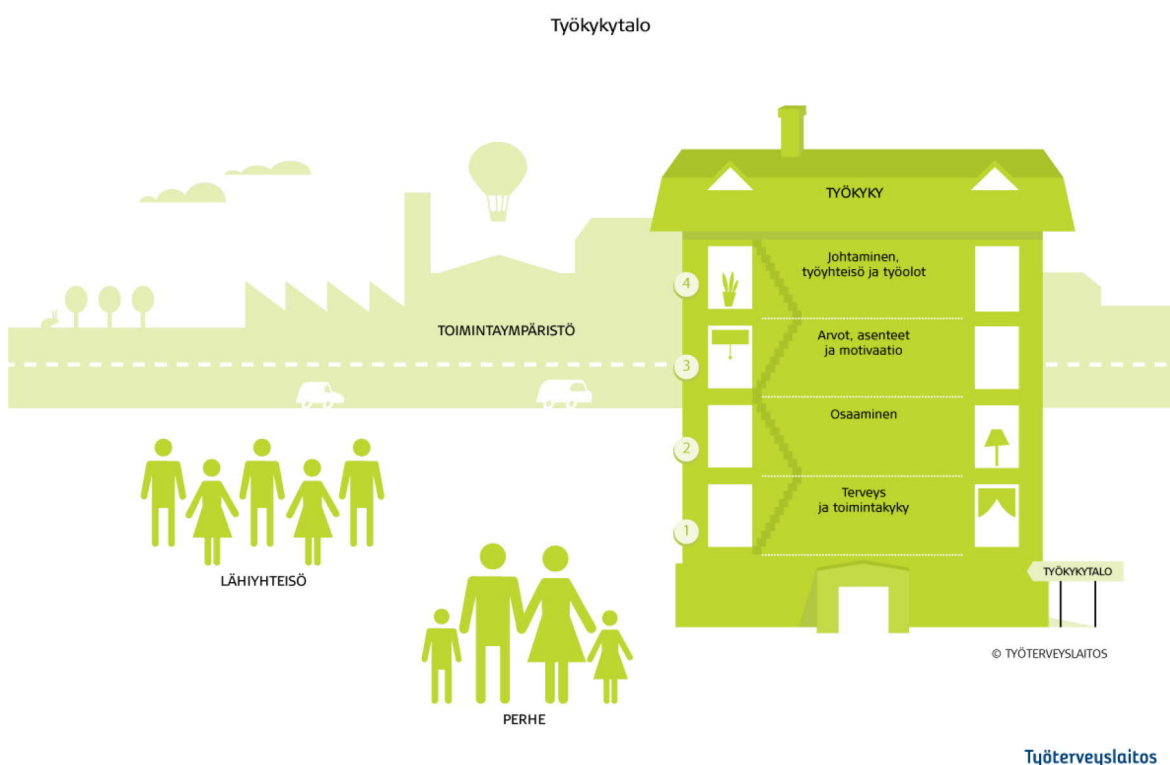 Työkykytalo
TYÖKYKY
4
Johtaminen,
työyhteisö ja työolot
TOIMINTAYMPÄRISTÖ
3
Arvot, asenteet
ja motivaatio
2
Osaaminen
1
Terveys
ja toimintakyky
LÄHIYHTEISÖ
TYÖKYKYTALO
© TYÖTERVEYSLAITOS
PERHE
Työterveyslaitos